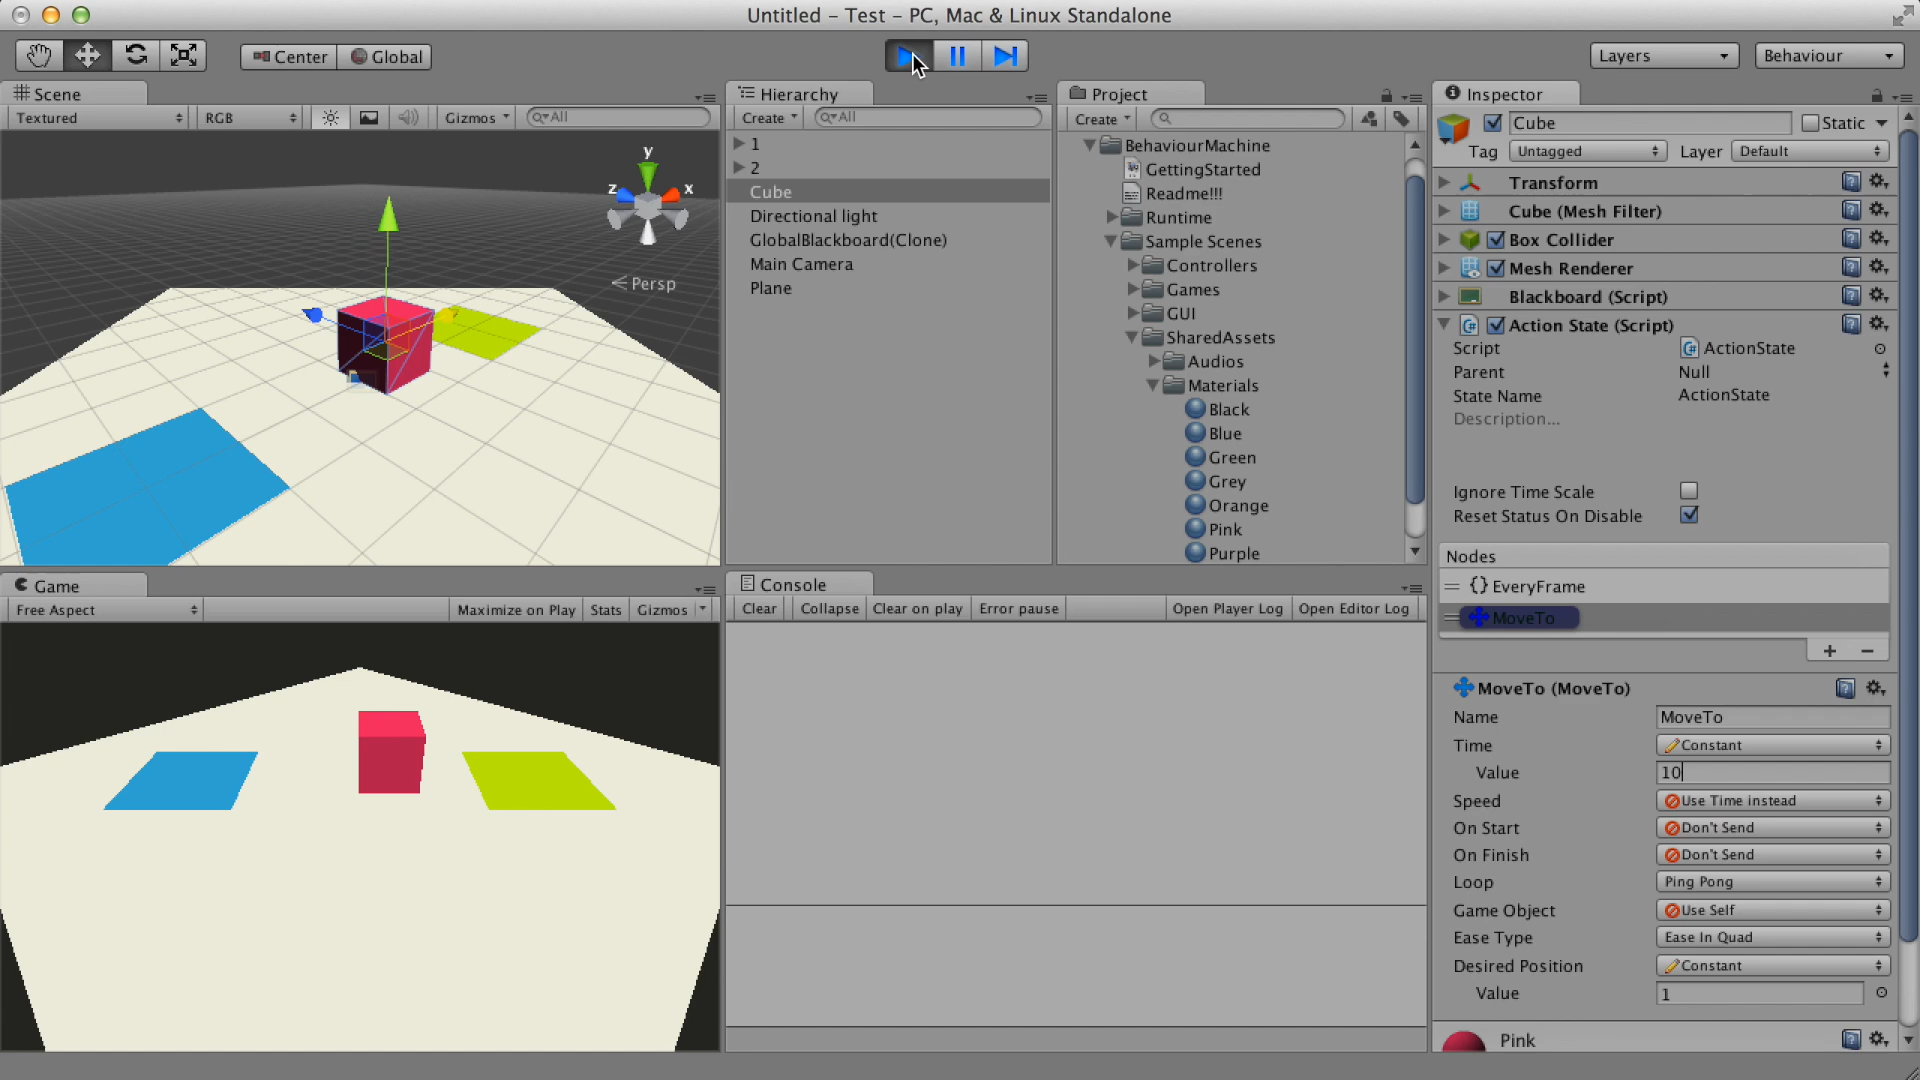 Untitled – Test – PC, Mac & Linux Standalone
Center
Global
Layers
Behaviour
Scene
Textured
RGB
Gizmos
All
y
z
x
Persp
Hierarchy
Create
All
1
2
Cube
Directional light
GlobalBlackboard(Clone)
Main Camera
Plane
Project
Create
BehaviourMachine
GettingStarted
Readme!!!
Runtime
Sample Scenes
Controllers
Games
GUI
SharedAssets
Audios
Materials
Black
Blue
Green
Grey
Orange
Pink
Purple
Game
Free Aspect
Maximize on Play
Stats
Gizmos
Console
Clear
Collapse
Clear on play
Error pause
Open Player Log
Open Editor Log
Inspector
Cube
Static
Tag
Untagged
Layer
Default
Transform
Cube (Mesh Filter)
Box Collider
Mesh Renderer
Blackboard (Script)
Action State (Script)
Script
ActionState
Parent
Null
State Name
ActionState
Description...
Ignore Time Scale
Reset Status On Disable
Nodes
{} EveryFrame
MoveTo
MoveTo (MoveTo)
Name
MoveTo
Time
Constant
Value
10
Speed
Use Time instead
On Start
Don't Send
On Finish
Don't Send
Loop
Ping Pong
Game Object
Use Self
Ease Type
Ease In Quad
Desired Position
Constant
Value
1
Pink